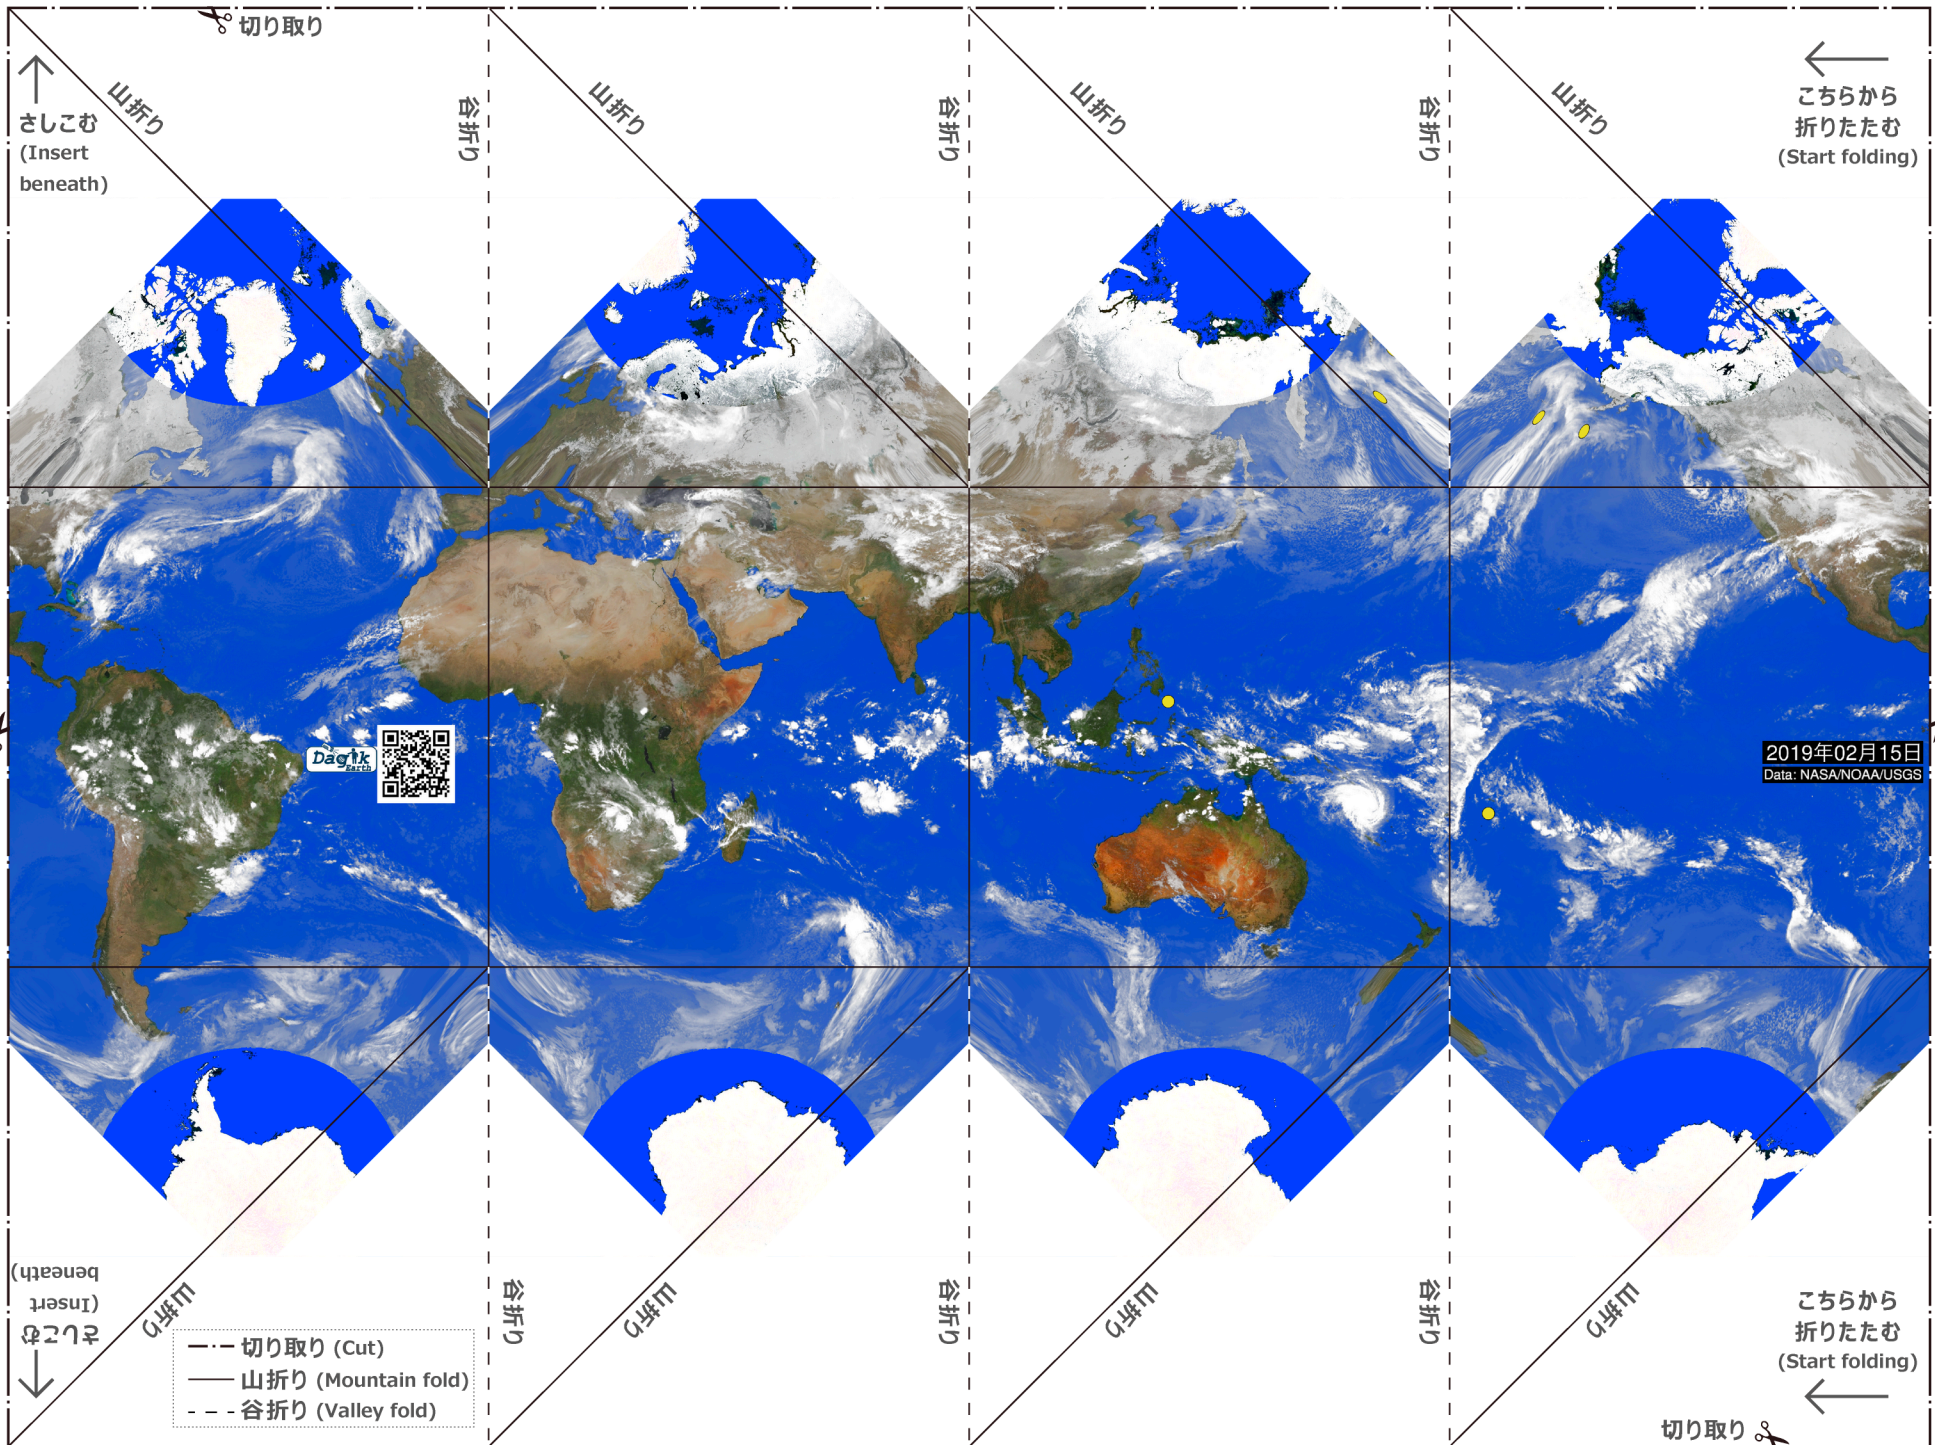 切り取り
山折り
谷折り
山折り
谷折り
山折り
谷折り
山折り
さしこむ
(Insert
beneath)
こちらから
折りたたむ
(Start folding)
Dagik
Earth
2019年02月15日
Data: NASA/NOAA/USGS
さしこむ
(Insert
beneath)
山折り
谷折り
山折り
谷折り
山折り
谷折り
山折り
こちらから
折りたたむ
(Start folding)
切り取り (Cut)
山折り (Mountain fold)
谷折り (Valley fold)
切り取り